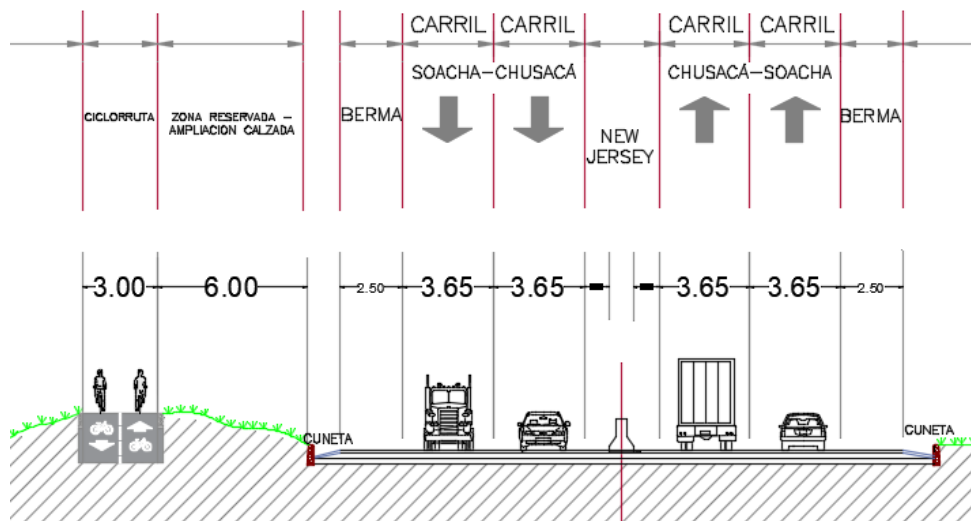 CARRIL CARRIL CARRIL CARRIL
SOACHA-CHUSACÁ CHUSACÁ-SOACHA
CICLORRUTA
ZONA RESERVADA -
AMPLIACION CALZADA
BERMA
NEW
JERSEY
BERMA
3.00 6.00 2.50 3.65 3.65 3.65 3.65 2.50
CUNETA CUNETA